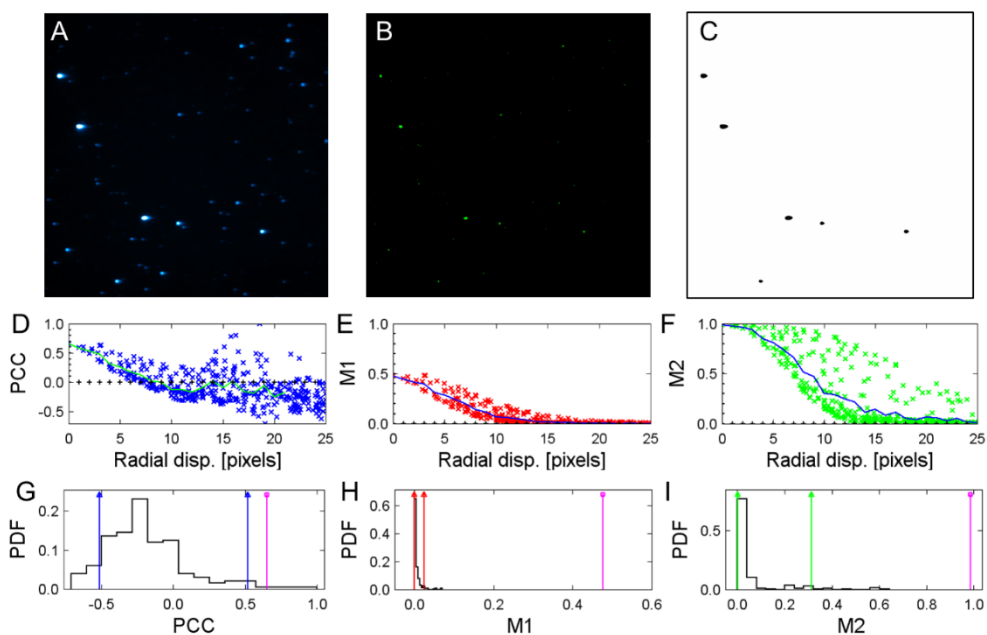 A B C
D E F
1.0 1.0 1.0
PCC M1 M2
0.5 0.5 0.5
0.0
-0.5 0.0 0.0
0 5 10 15 20 25 0 5 10 15 20 25 0 5 10 15 20 25
Radial disp. [pixels] Radial disp. [pixels] Radial disp. [pixels]
G H I
PDF PDF PDF
0.2 0.6 0.5
0.1 0.4
0.2
0.0 0.0 0.0
-0.5 0.0 0.5 1.0 0.0 0.2 0.4 0.6 0.0 0.2 0.4 0.6 0.8 1.0
PCC M1 M2